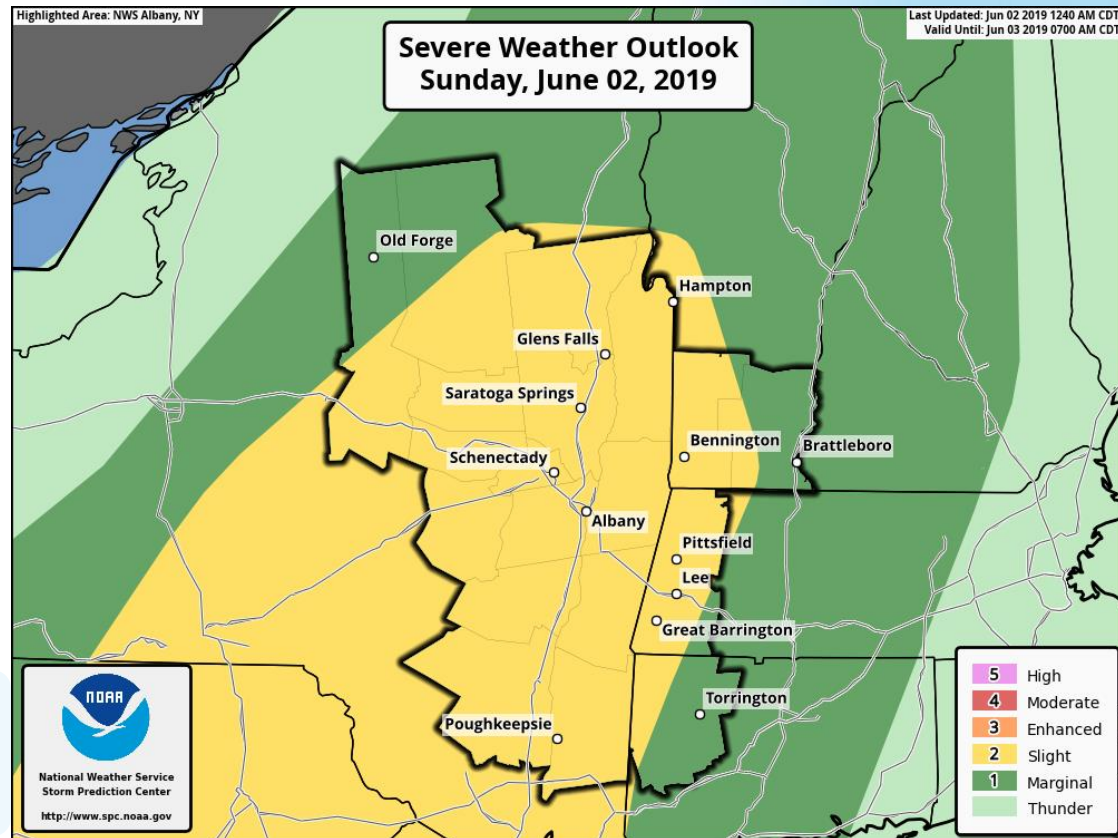 Highlighted Area: NWS Albany, NY
Last Updated: Jun 02 2019 1240 AM CDT
Valid Until: Jun 03 2019 0700 AM CDT
Severe Weather Outlook
Sunday, June 02, 2019
Old Forge
Hampton
Glens Falls
Saratoga Springs
Bennington
Brattleboro
Schenectady
Albany
Pittsfield
Lee
Great Barrington
Torrington
Poughkeepsie
NOAA
National Weather Service
Storm Prediction Center
http://www.spc.noaa.gov
5 High
4 Moderate
3 Enhanced
2 Slight
1 Marginal
Thunder